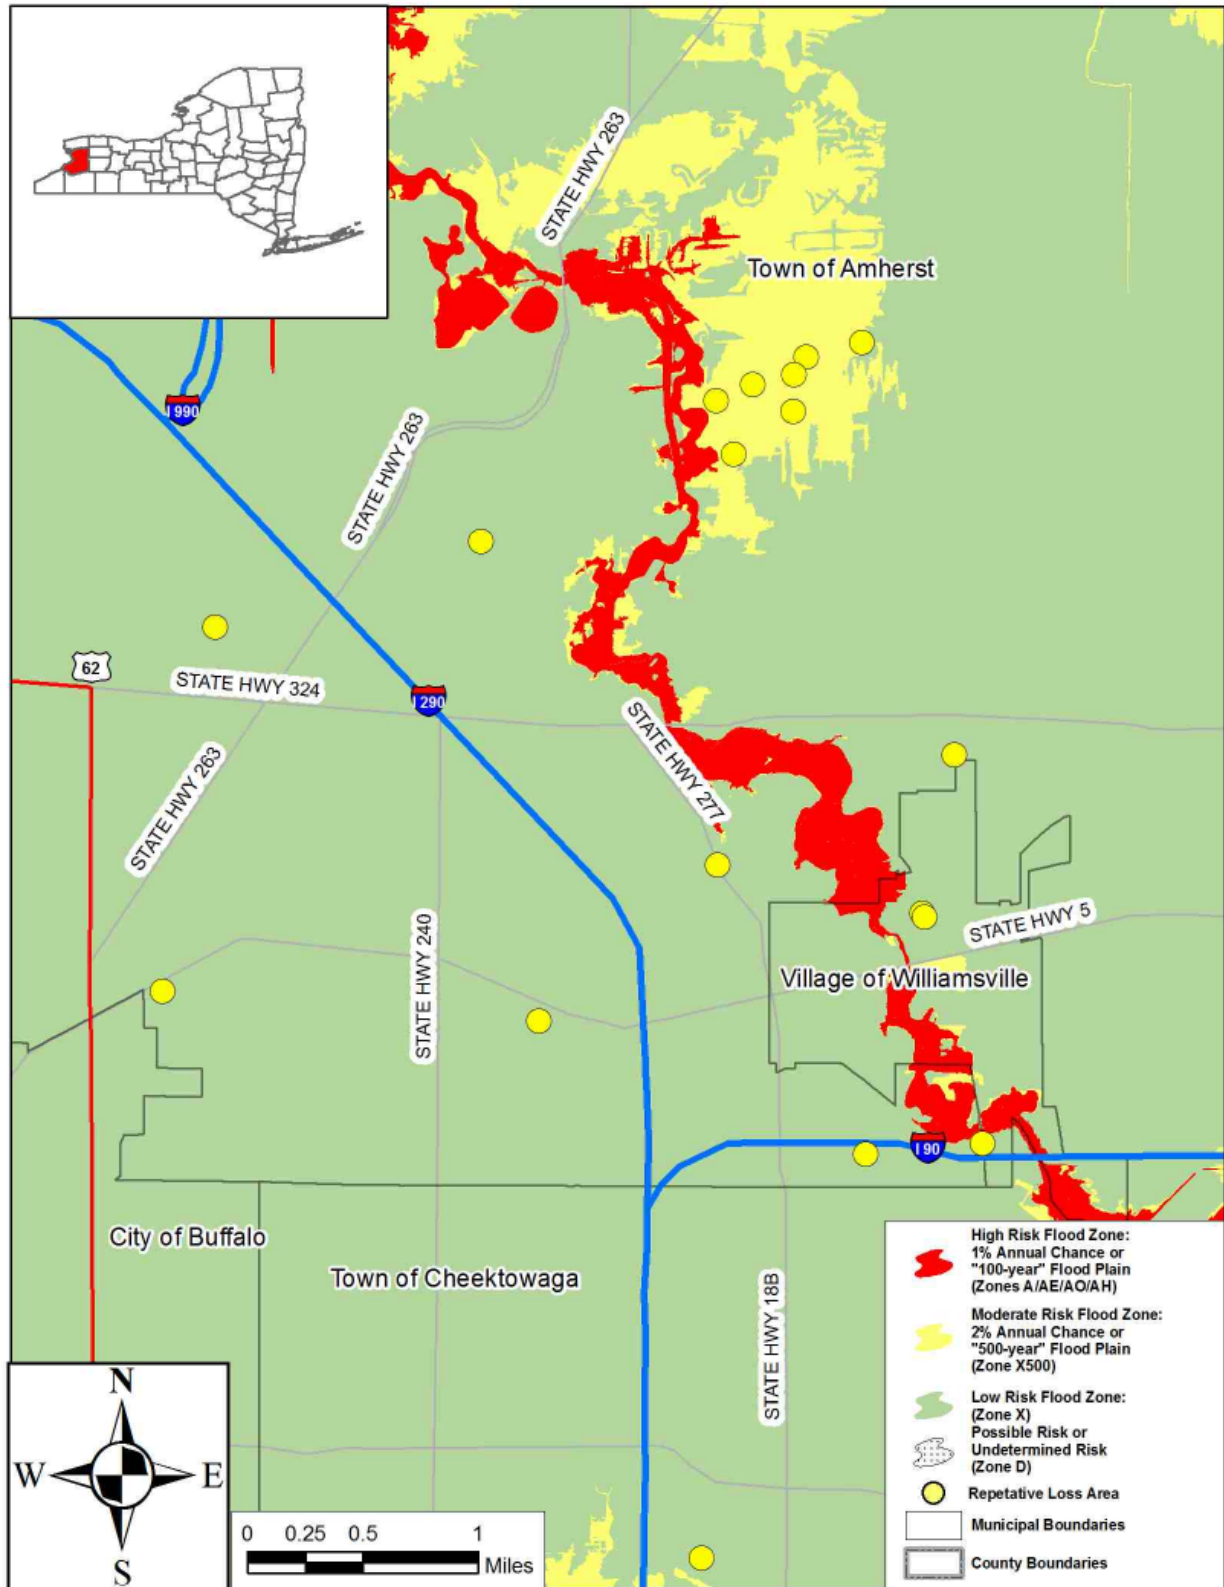 STATE HWY 263
Town of Amherst
I 990
STATE HWY 263
62
STATE HWY 324
I 290
STATE HWY 263
STATE HWY 277
STATE HWY 240
STATE HWY 5
Village of Williamsville
I 90
City of Buffalo
Town of Cheektowaga
STATE HWY 18B
High Risk Flood Zone:
1% Annual Chance or
"100-year" Flood Plain
(Zones A/AE/AO/AH)
Moderate Risk Flood Zone:
2% Annual Chance or
"500-year" Flood Plain
(Zone X500)
Low Risk Flood Zone:
(Zone X)
Possible Risk or
Undetermined Risk
(Zone D)
Repetative Loss Area
Municipal Boundaries
County Boundaries
N
W E
S
0 0.25 0.5 1
Miles